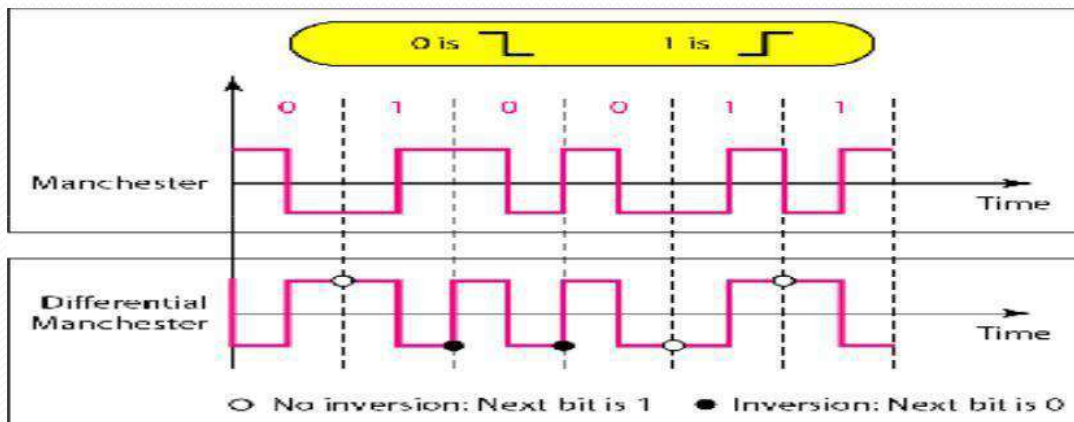 0 is 1 is
0 1 0 0 1 1
Manchester
Time
Differential
Manchester
Time
No inversion: Next bit is 1 Inversion: Next bit is 0